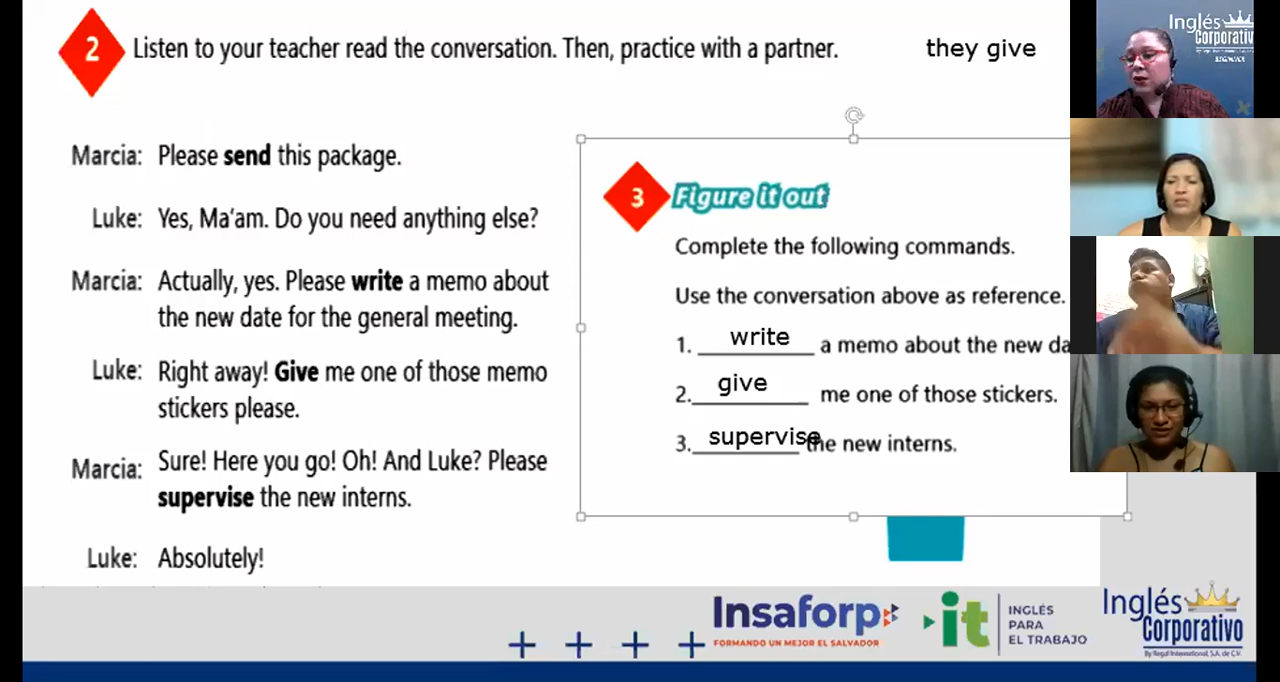 2 Listen to your teacher read the conversation. Then, practice with a partner.
they give
Marcia: Please send this package.
Luke: Yes, Ma'am. Do you need anything else?
Marcia: Actually, yes. Please write a memo about
the new date for the general meeting.
Luke: Right away! Give me one of those memo
stickers please.
Marcia: Sure! Here you go! Oh! And Luke? Please
supervise the new interns.
Luke: Absolutely!
3 Figure it out
Complete the following commands.
Use the conversation above as reference.
1. write a memo about the new da
2. give me one of those stickers.
3. supervise the new interns.
Inglés
Corporativo
Insaforp
FORMANDO UN MEJOR EL SALVADOR
it
INGLÉS
PARA
EL TRABAJO
Inglés
Corporativo
By Regal International, S.A. de C.V.